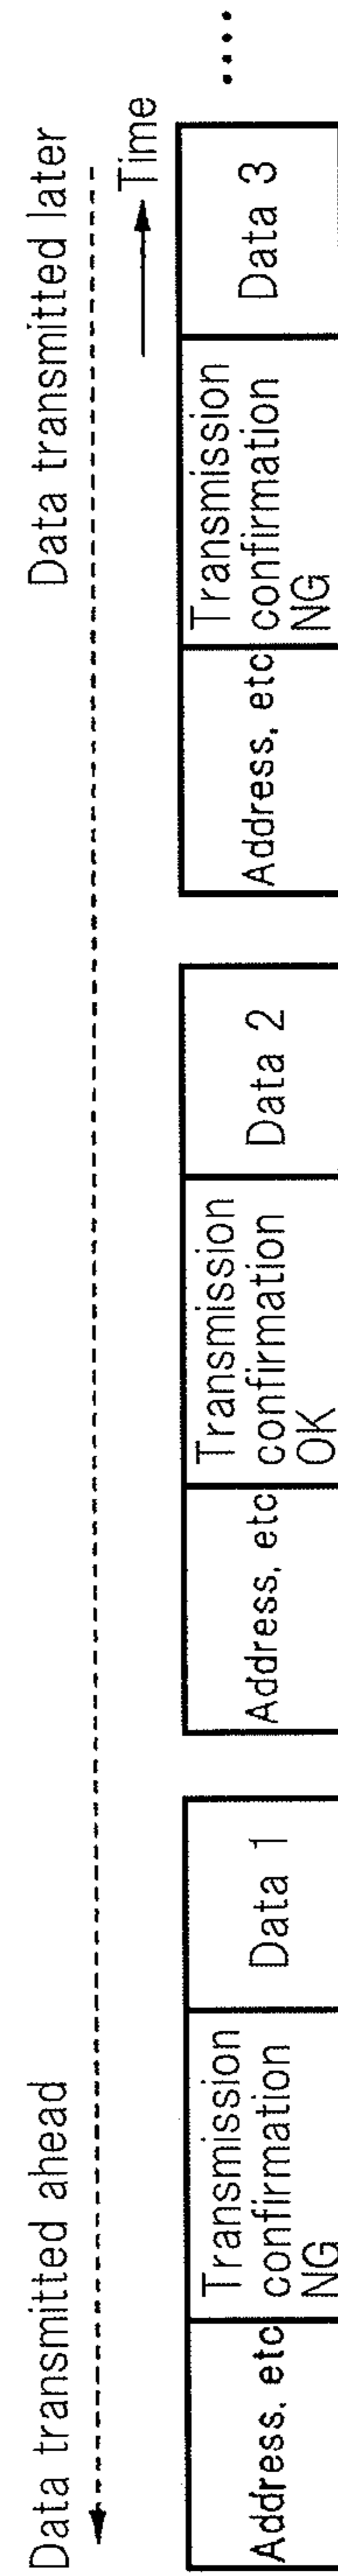 Data transmitted ahead
Data transmitted later
Time
Address, etc
Transmission
confirmation
NG
Data 1
Address, etc
Transmission
confirmation
OK
Data 2
Address, etc
Transmission
confirmation
NG
Data 3
....